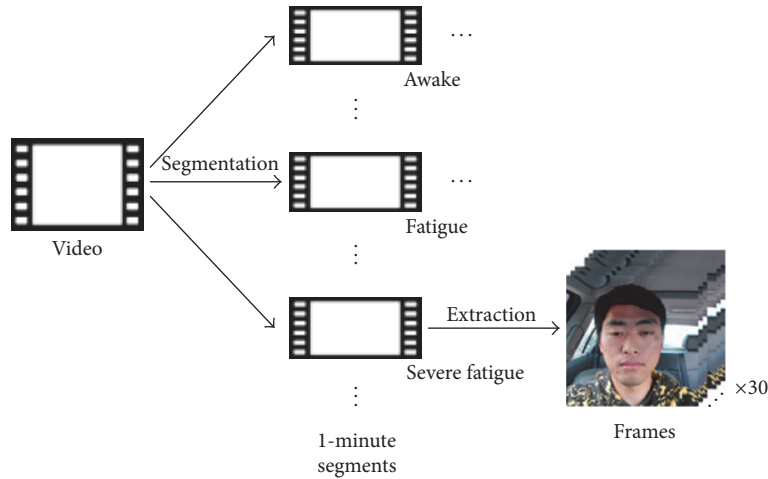 ...
Awake
Segmentation
...
Video
Fatigue
Extraction
Severe fatigue
×30
Frames
1-minute
segments